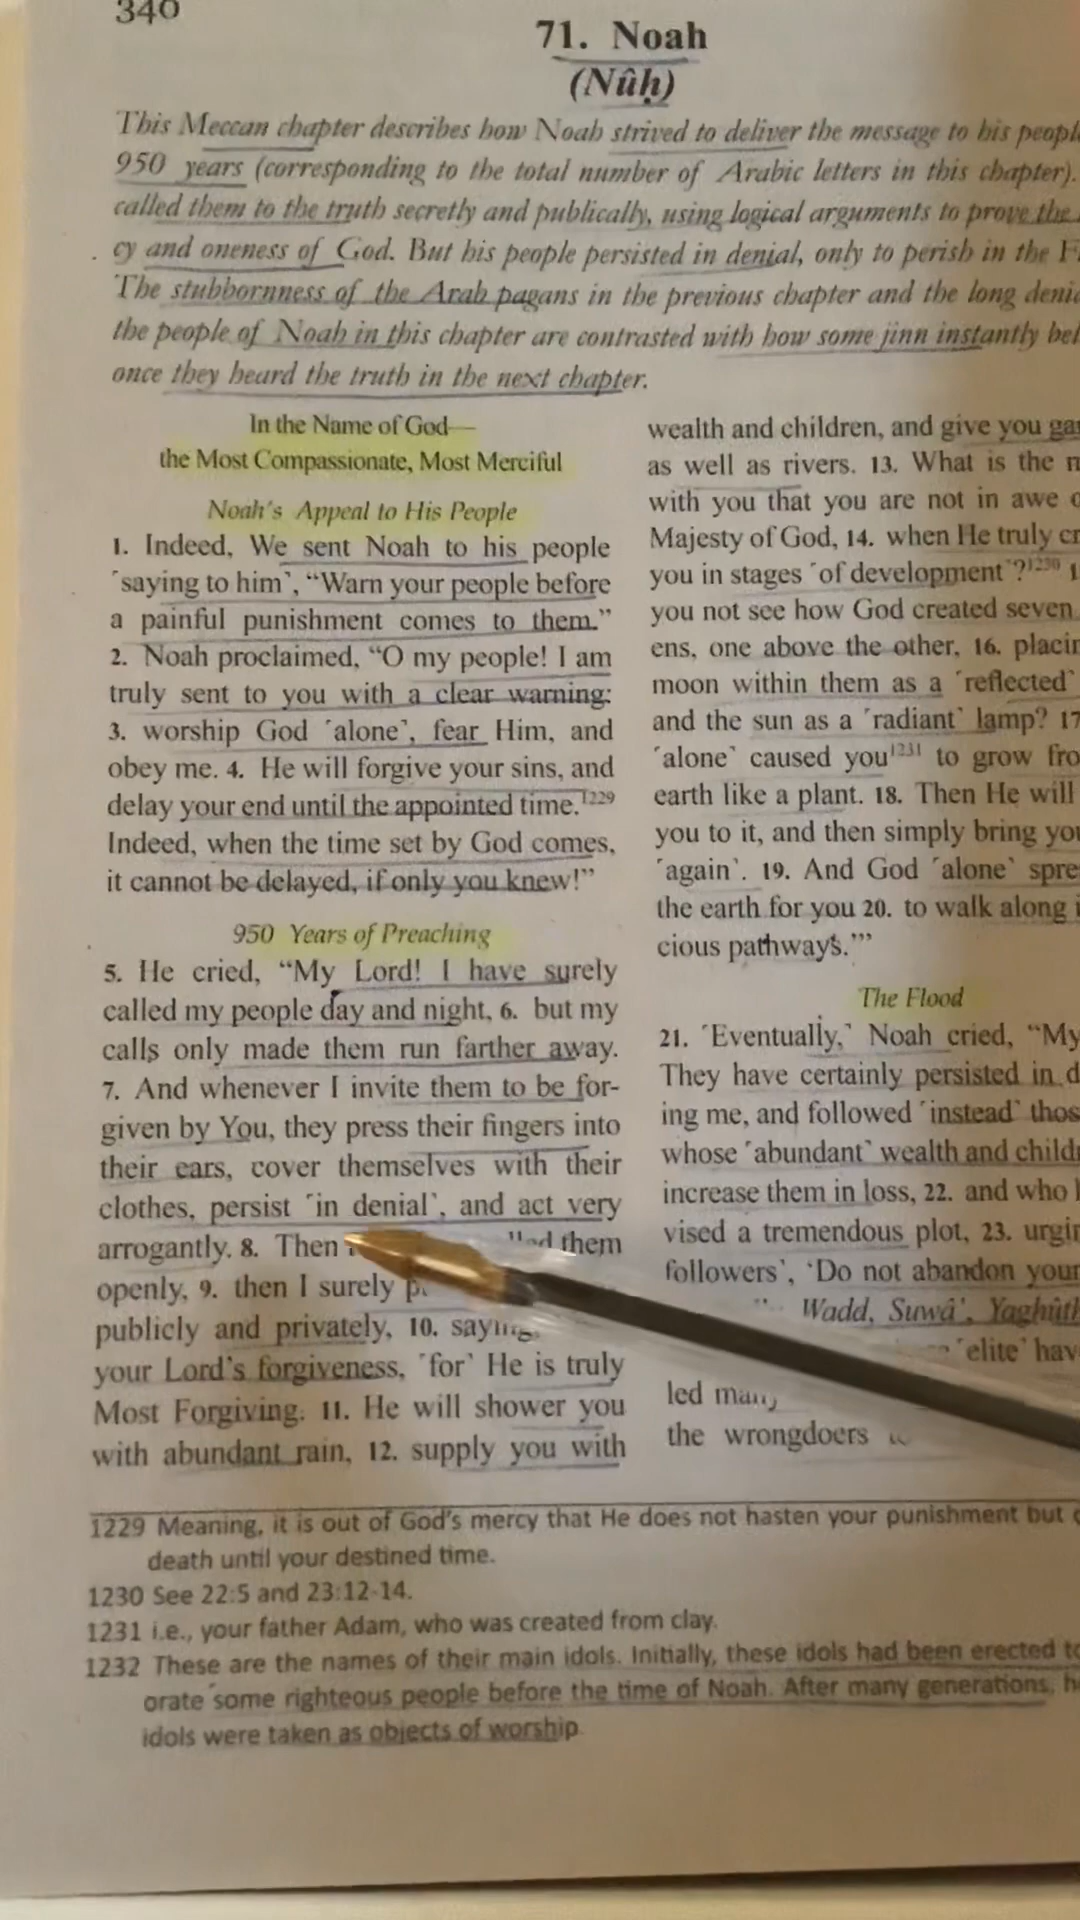 340
71. Noah
(Nûḥ)
This Meccan chapter describes how Noah strived to deliver the message to his
950 years (corresponding to the total number of Arabic letters in this chapter).
called them to the truth secretly and publically, using logical arguments to prove the
cy and oneness of God. But his people persisted in denial, only to perish in the
The stubbornness of the Arab pagans in the previous chapter and the long
the people of Noah in this chapter are contrasted with how some jinn instantly
once they heard the truth in the next chapter.
In the Name of God—
the Most Compassionate, Most Merciful
Noah's Appeal to His People
1. Indeed, We sent Noah to his people
˹saying to him˺, “Warn your people before
a painful punishment comes to them.”
2. Noah proclaimed, “O my people! I am
truly sent to you with a clear warning:
3. worship God ˹alone˺, fear Him, and
obey me. 4. He will forgive your sins, and
delay your end until the appointed time.1229
Indeed, when the time set by God comes,
it cannot be delayed, if only you knew!”
950 Years of Preaching
5. He cried, “My Lord! I have surely
called my people day and night, 6. but my
calls only made them run farther away.
7. And whenever I invite them to be for-
given by You, they press their fingers into
their ears, cover themselves with their
clothes, persist ˹in denial˺, and act very
arrogantly. 8. Then them
openly, 9. then I surely
publicly and privately, 10. saying,
your Lord's forgiveness, ˹for˺ He is truly
Most Forgiving. 11. He will shower you
with abundant rain, 12. supply you with
wealth and children, and give you
as well as rivers. 13. What is the
with you that you are not in awe
Majesty of God, 14. when He truly
you in stages ˹of development˺?1230
you not see how God created seven
ens, one above the other, 16.
moon within them as a ˹reflected˺
and the sun as a ˹radiant˺ lamp? 17
˹alone˺ caused you1231 to grow
earth like a plant. 18. Then He will
you to it, and then simply bring
˹again˺. 19. And God ˹alone˺
the earth for you 20. to walk along
cious pathways.’”
The Flood
21. ˹Eventually,˺ Noah cried, “My
They have certainly persisted in
ing me, and followed ˹instead˺
whose ˹abundant˺ wealth and
increase them in loss, 22. and who
vised a tremendous plot, 23.
followers˺, ‘Do not abandon your
Wadd, Suwâ', Yaghûth
˹elite˺
led many
the wrongdoers
1229 Meaning, it is out of God's mercy that He does not hasten your punishment but
death until your destined time.
1230 See 22:5 and 23:12-14.
1231 i.e., your father Adam, who was created from clay.
1232 These are the names of their main idols. Initially, these idols had been erected
orate some righteous people before the time of Noah. After many generations,
idols were taken as objects of worship